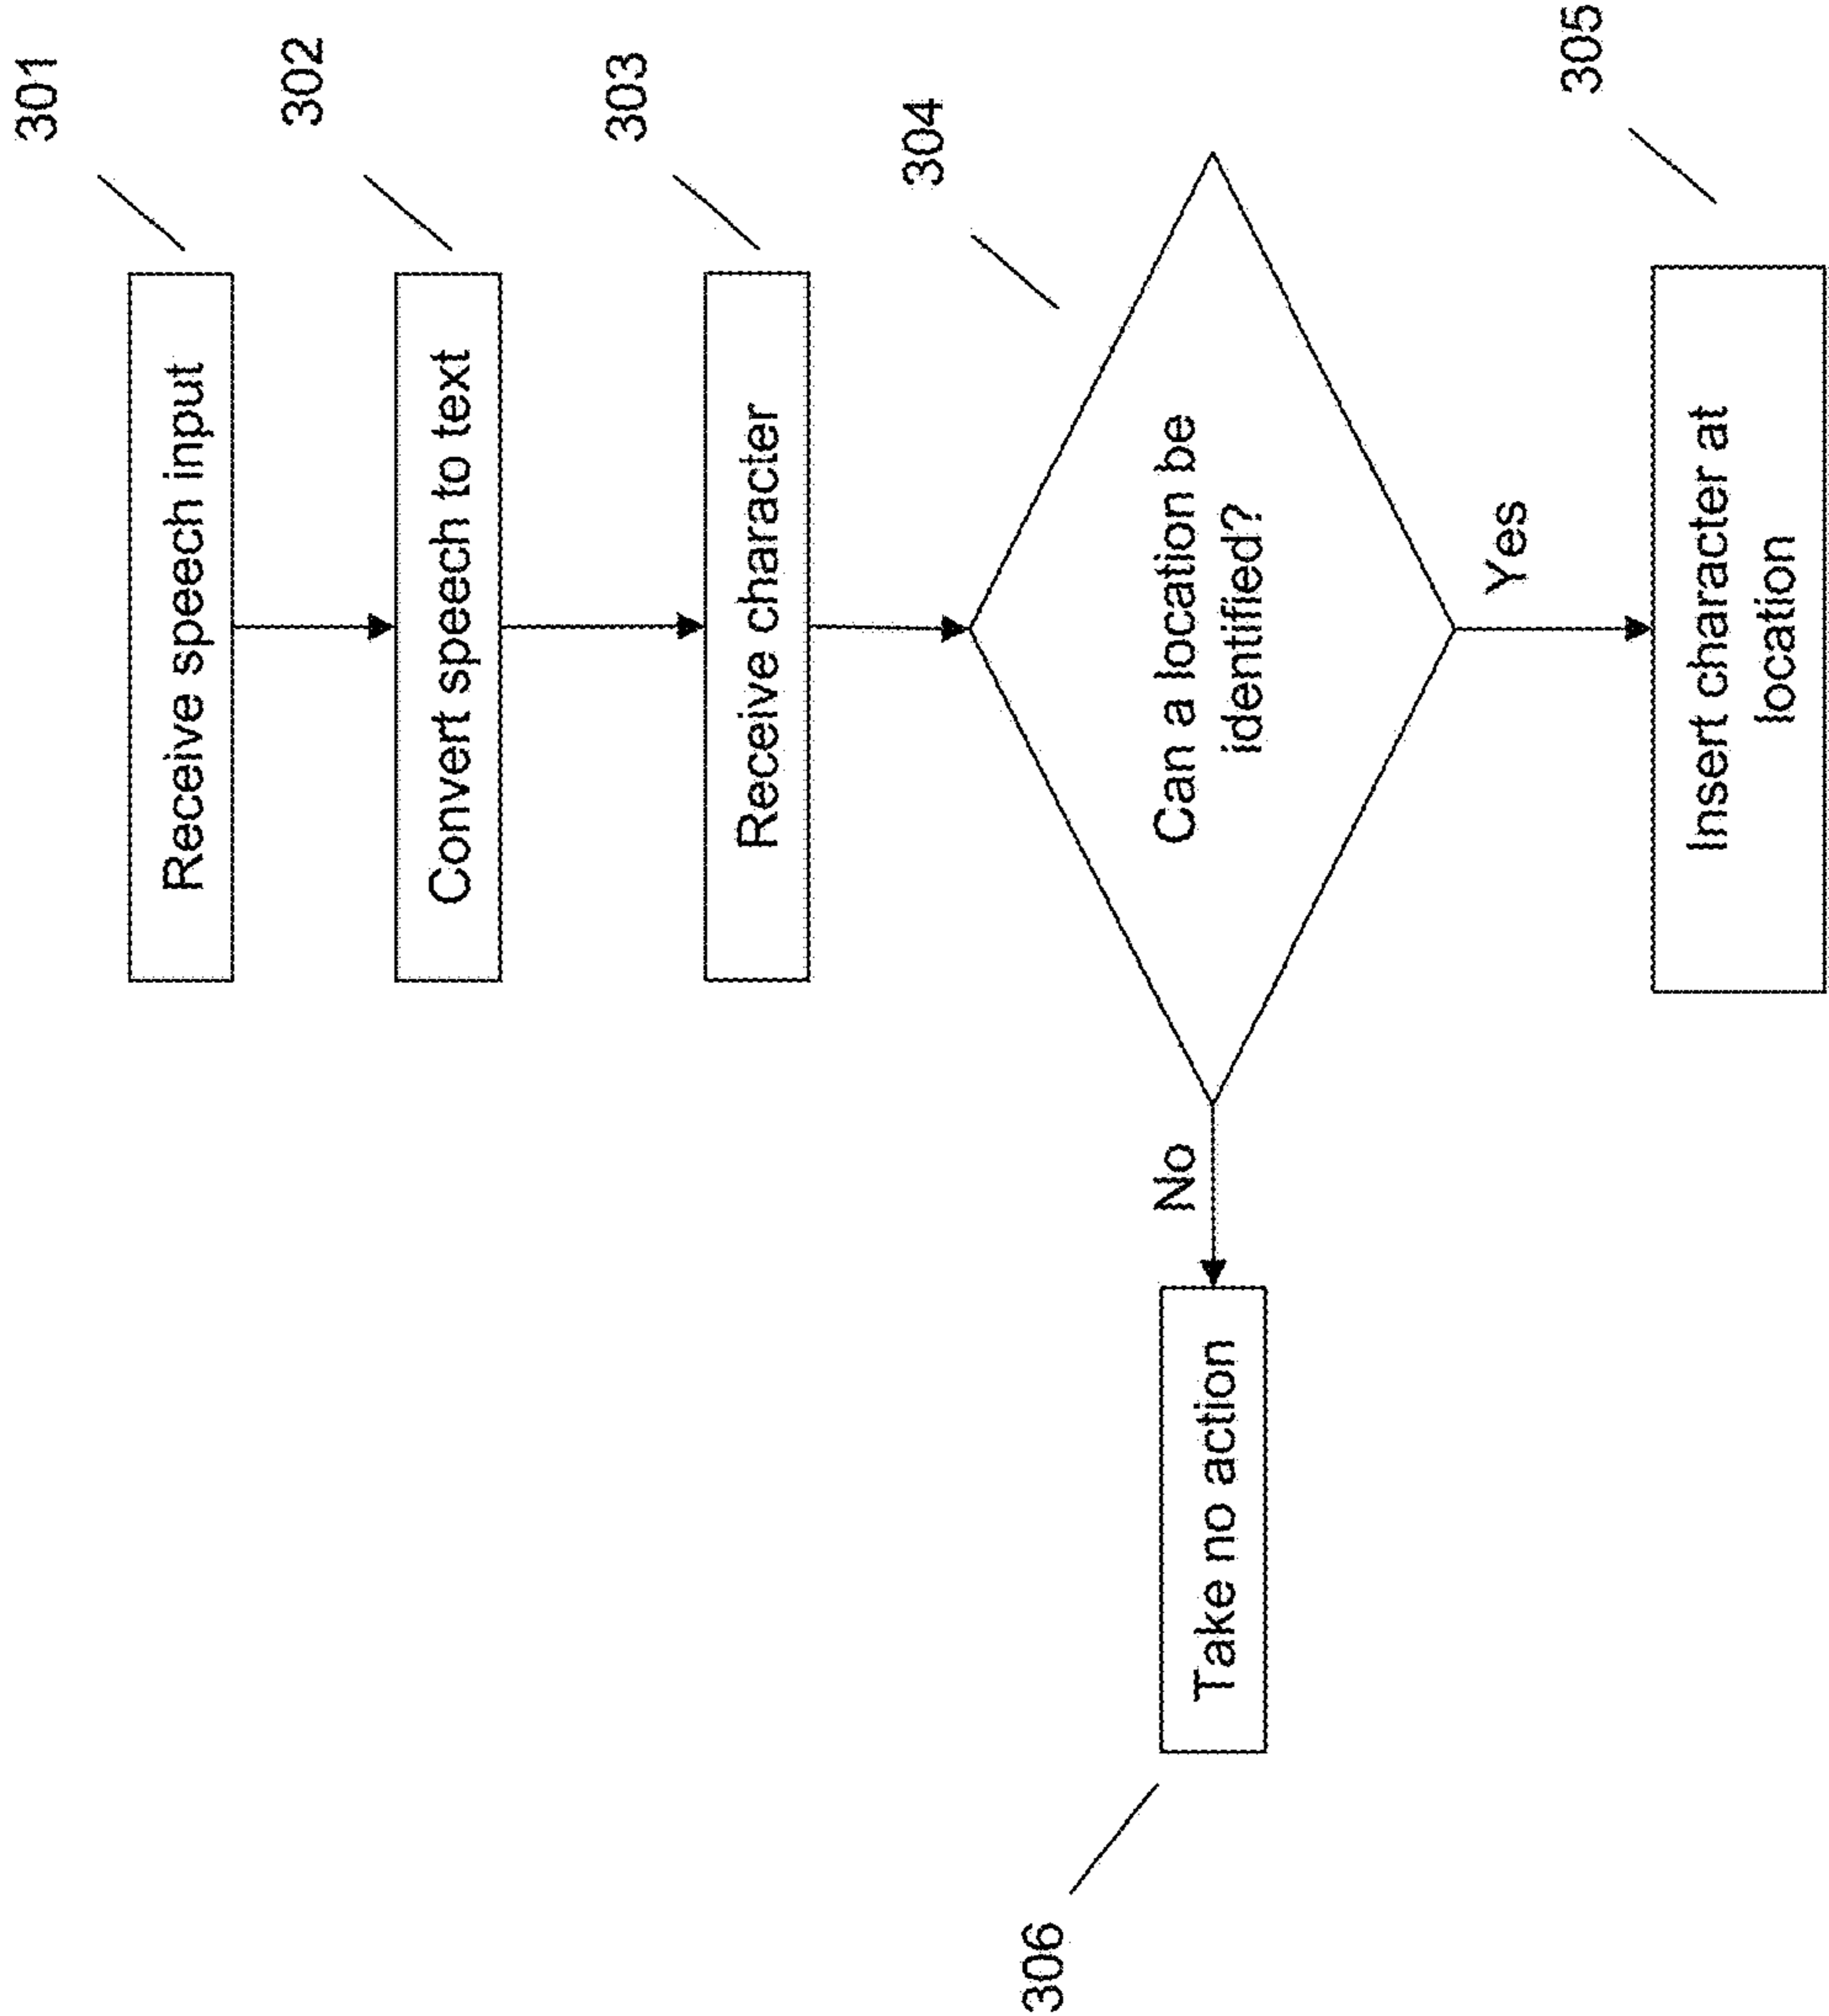 301
Receive speech input
302
Convert speech to text
303
Receive character
304
Can a location be
identified?
No
Yes
306
Take no action
305
Insert character at
location